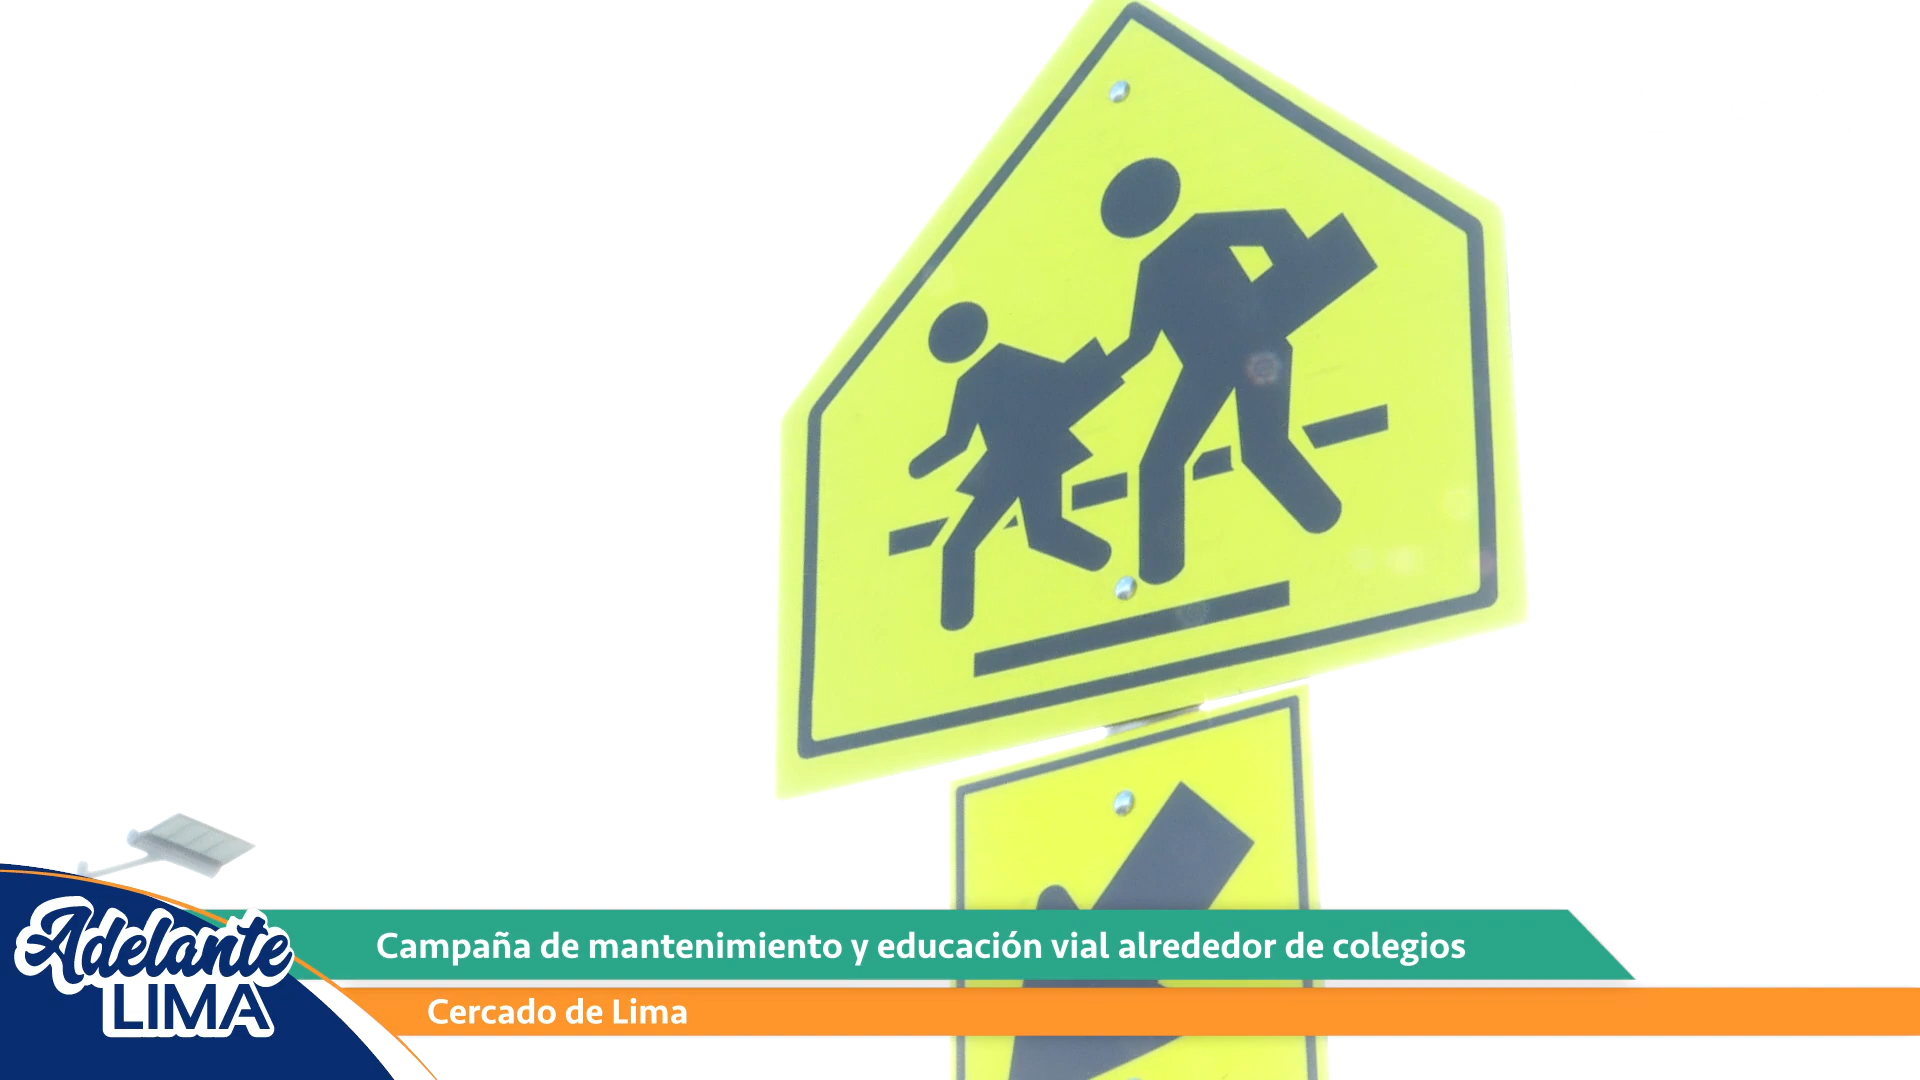 Campaña de mantenimiento y educación vial alrededor de colegios
Adelante
LIMA
Cercado de Lima